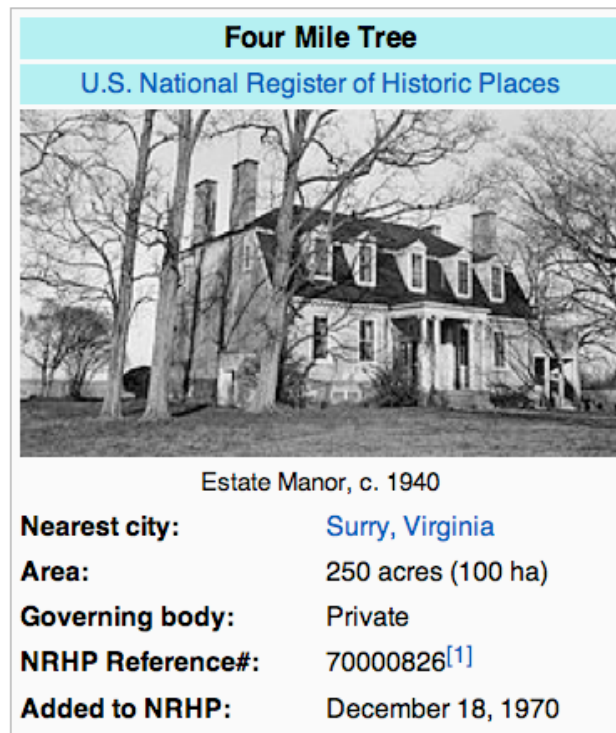 Four Mile Tree
U.S. National Register of Historic Places
Estate Manor, c. 1940
Nearest city: Surry, Virginia
Area: 250 acres (100 ha)
Governing body: Private
NRHP Reference#: 70000826[1]
Added to NRHP: December 18, 1970